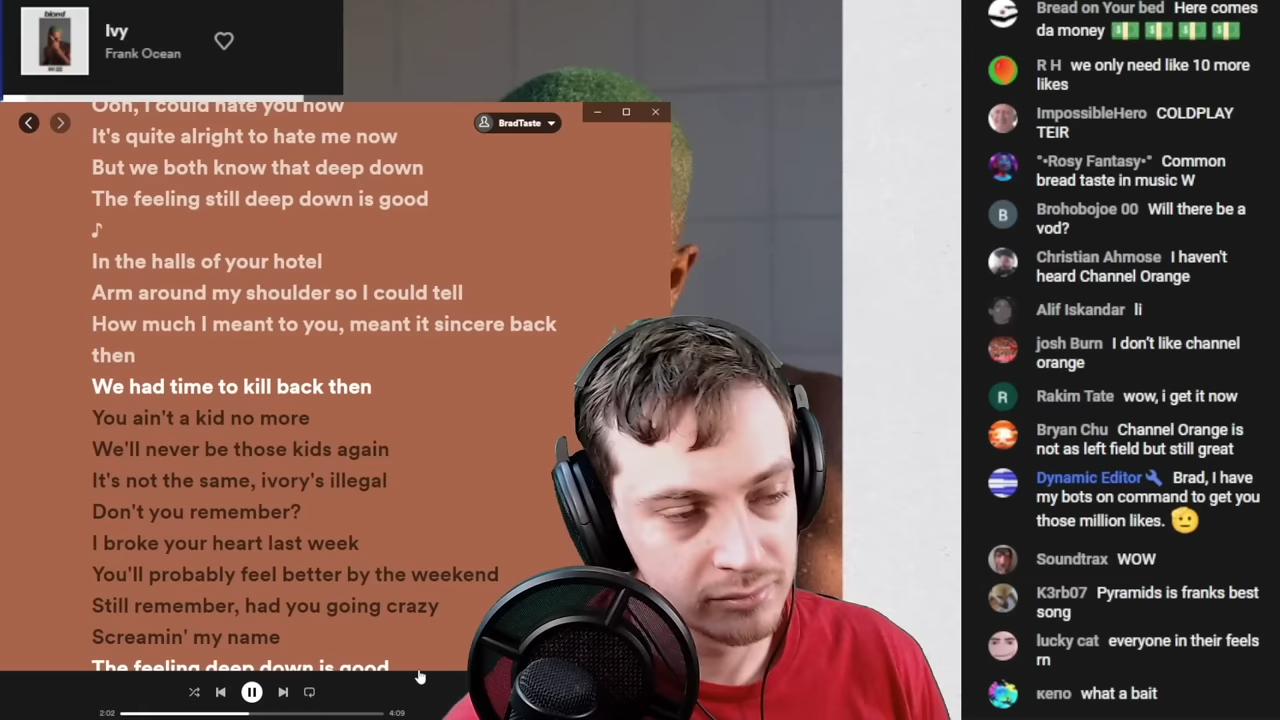 blond
Ivy
Frank Ocean
Ooh, I could hate you now
BradTaste
It's quite alright to hate me now
But we both know that deep down
The feeling still deep down is good
♪
In the halls of your hotel
Arm around my shoulder so I could tell
How much I meant to you, meant it sincere back
then
We had time to kill back then
You ain't a kid no more
We'll never be those kids again
It's not the same, ivory's illegal
Don't you remember?
I broke your heart last week
You'll probably feel better by the weekend
Still remember, had you going crazy
Screamin' my name
The feeling deep down is good
2:02
4:09
Bread on Your bed Here comes
da money 💵 💵 💵 💵
R H we only need like 10 more
likes
ImpossibleHero COLDPLAY
TEIR
°•Rosy Fantasy•° Common
bread taste in music W
B
Brohobojoe 00 Will there be a
vod?
Christian Ahmose I haven't
heard Channel Orange
Alif Iskandar li
josh Burn I don't like channel
orange
R
Rakim Tate wow, i get it now
Bryan Chu Channel Orange is
not as left field but still great
Dynamic Editor 🔧 Brad, I have
my bots on command to get you
those million likes. 🫡
Soundtrax WOW
K3rb07 Pyramids is franks best
song
lucky cat everyone in their feels
rn
кепо what a bait